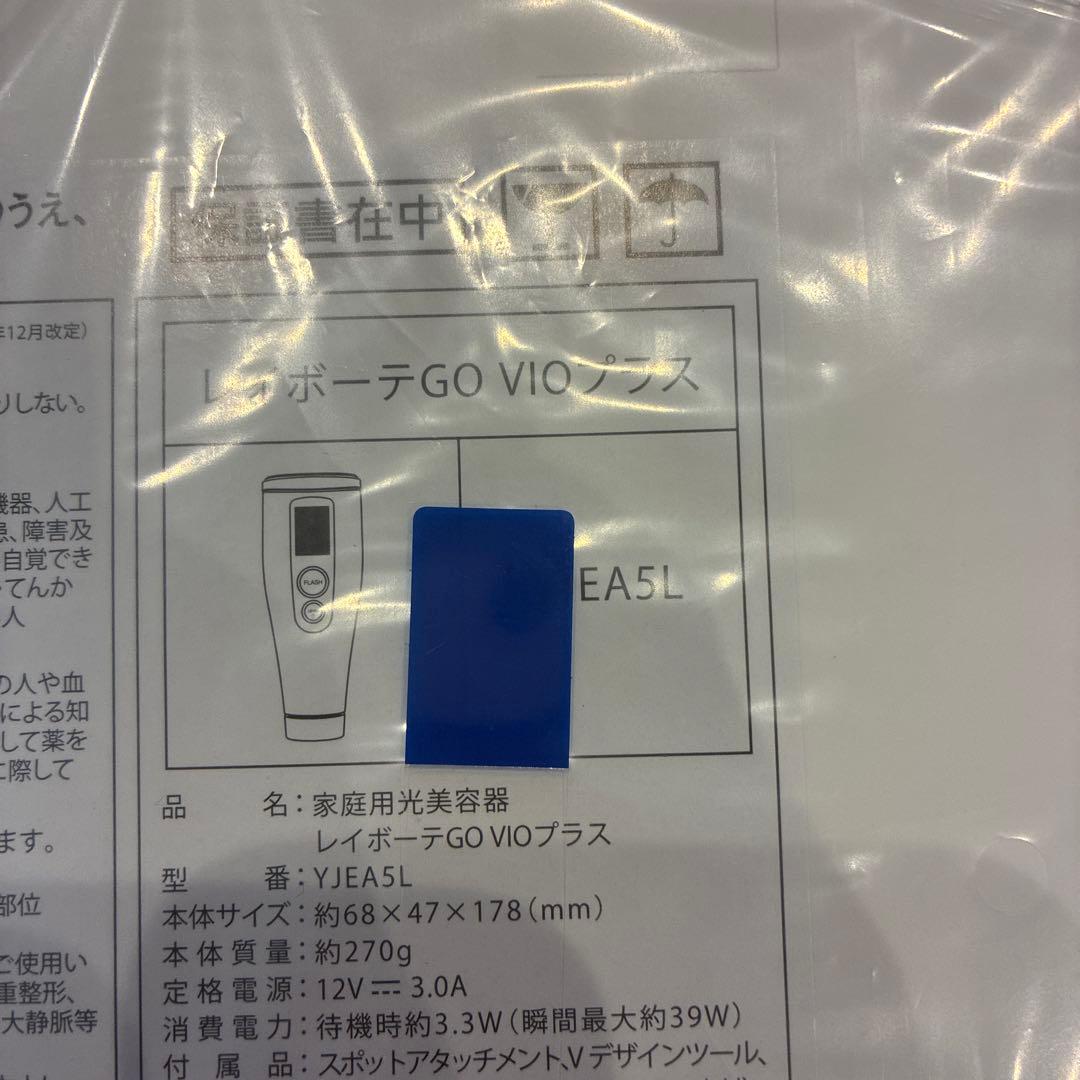 のうえ、
保証書在中
年12月改定)
りしない。
機器、人工
患、障害及
自覚でき
てんか
人
の人や血
による知
して薬を
に際して
ます。
部位
ご使用い
重整形、
大静脈等
レイボーテGO VIOプラス
FLASH
EA5L
品 名：家庭用光美容器
レイボーテGO VIOプラス
型 番：YJEA5L
本体サイズ：約68×47×178(mm)
本体質量：約270g
定格電源：12V ⎓ 3.0A
消費電力：待機時約3.3W(瞬間最大約39W)
付属品：スポットアタッチメント、Vデザインツール、